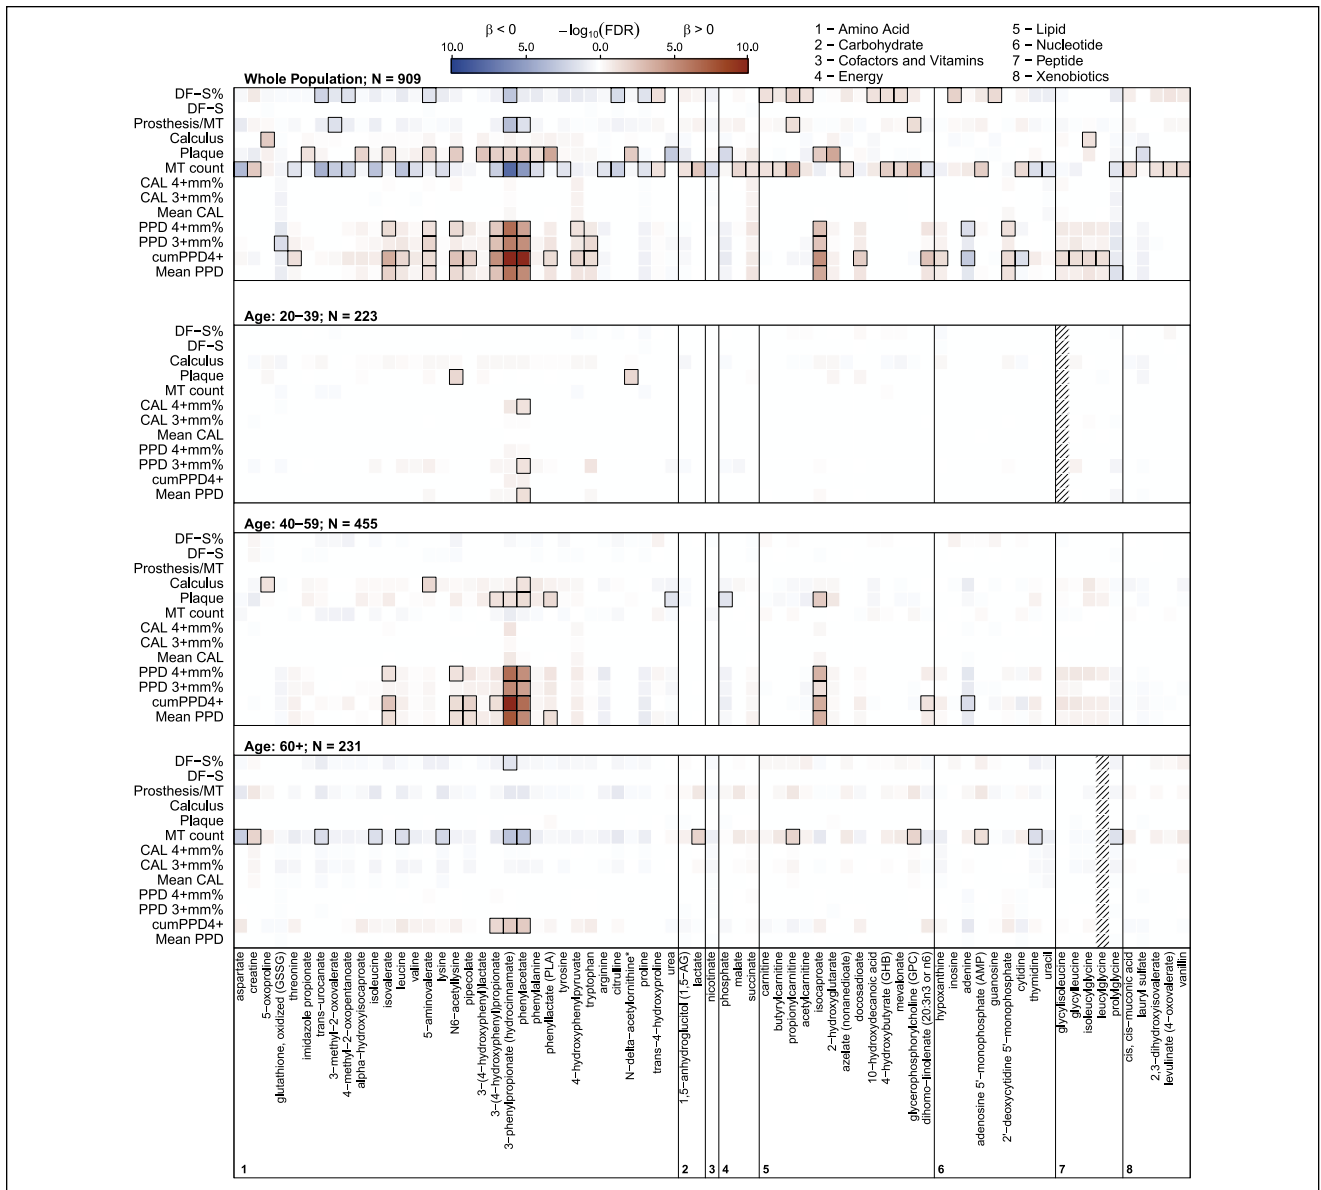 β < 0 −log10(FDR) β > 0
10.0 5.0 0.0 5.0 10.0
1 − Amino Acid
2 − Carbohydrate
3 − Cofactors and Vitamins
4 − Energy
5 − Lipid
6 − Nucleotide
7 − Peptide
8 − Xenobiotics
Whole Population; N = 909
DF−S%
DF−S
Prosthesis/MT
Calculus
Plaque
MT count
CAL 4+mm%
CAL 3+mm%
Mean CAL
PPD 4+mm%
PPD 3+mm%
cumPPD4+
Mean PPD
Age: 20−39; N = 223
DF−S%
DF−S
Calculus
Plaque
MT count
CAL 4+mm%
CAL 3+mm%
Mean CAL
PPD 4+mm%
PPD 3+mm%
cumPPD4+
Mean PPD
Age: 40−59; N = 455
DF−S%
DF−S
Prosthesis/MT
Calculus
Plaque
MT count
CAL 4+mm%
CAL 3+mm%
Mean CAL
PPD 4+mm%
PPD 3+mm%
cumPPD4+
Mean PPD
Age: 60+; N = 231
DF−S%
DF−S
Prosthesis/MT
Calculus
Plaque
MT count
CAL 4+mm%
CAL 3+mm%
Mean CAL
PPD 4+mm%
PPD 3+mm%
cumPPD4+
Mean PPD
aspartate
creatine
5−oxoproline
glutathione, oxidized (GSSG)
threonine
imidazole propionate
trans−urocanate
3−methyl−2−oxovalerate
4−methyl−2−oxopentanoate
alpha−hydroxyisocaproate
isoleucine
isovalerate
leucine
valine
5−aminovalerate
lysine
N6−acetyllysine
pipecolate
3−(4−hydroxyphenyl)lactate
3−(4−hydroxyphenyl)propionate
3−phenylpropionate (hydrocinnamate)
phenylacetate
phenylalanine
phenyllactate (PLA)
tyrosine
4−hydroxyphenylpyruvate
tryptophan
arginine
citrulline
N−delta−acetylornithine*
proline
trans−4−hydroxyproline
urea
1,5−anhydroglucitol (1,5−AG)
lactate
nicotinate
phosphate
malate
succinate
carnitine
butyrylcarnitine
propionylcarnitine
acetylcarnitine
isocaproate
2−hydroxyglutarate
azelate (nonanedioate)
docosadioate
10−hydroxydecanoic acid
4−hydroxybutyrate (GHB)
mevalonate
glycerophosphorylcholine (GPC)
dihomo−linolenate (20:3n3 or n6)
hypoxanthine
inosine
adenine
adenosine 5'−monophosphate (AMP)
guanosine
2'−deoxycytidine 5'−monophosphate
cytidine
thymidine
uracil
glycylisoleucine
glycylleucine
isoleucylglycine
leucylglycine
prolylglycine
cis, cis−muconic acid
lauryl sulfate
2,3−dihydroxyisovalerate
levulinate (4−oxovalerate)
vanillin
1 2 3 4 5 6 7 8